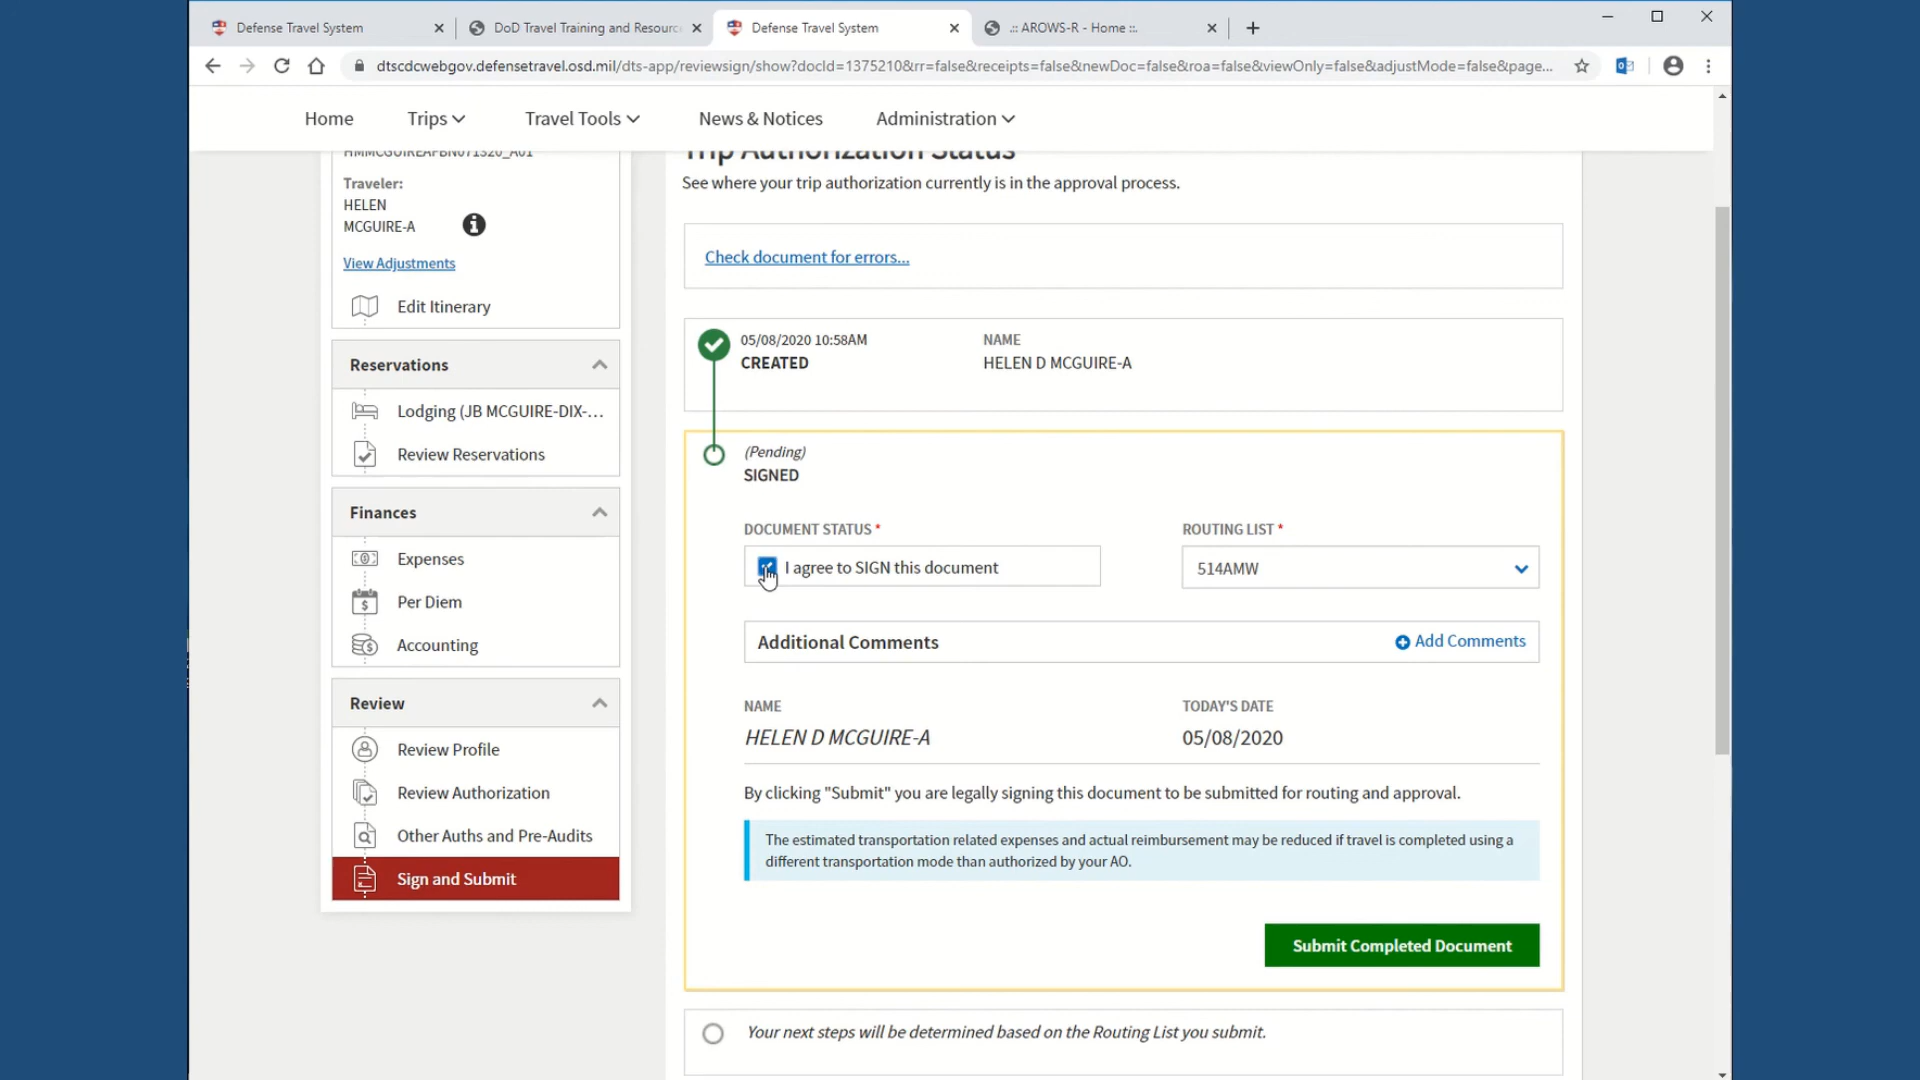 Defense Travel System
DoD Travel Training and Resourc
Defense Travel System
.:: AROWS-R - Home ::.
dtscdcwebgov.defensetravel.osd.mil/dts-app/reviewsign/show?docId=1375210&rr=false&receipts=false&newDoc=false&roa=false&viewOnly=false&adjustMode=false&page...
Home
Trips
Travel Tools
News & Notices
Administration
HMMCGUIREAFBNJ071320_A01
Traveler:
HELEN
MCGUIRE-A
View Adjustments
Edit Itinerary
Reservations
Lodging (JB MCGUIRE-DIX-...
Review Reservations
Finances
Expenses
Per Diem
Accounting
Review
Review Profile
Review Authorization
Other Auths and Pre-Audits
Sign and Submit
Trip Authorization Status
See where your trip authorization currently is in the approval process.
Check document for errors...
05/08/2020 10:58AM
CREATED
NAME
HELEN D MCGUIRE-A
(Pending)
SIGNED
DOCUMENT STATUS *
I agree to SIGN this document
ROUTING LIST *
514AMW
Additional Comments
Add Comments
NAME
HELEN D MCGUIRE-A
TODAY'S DATE
05/08/2020
By clicking "Submit" you are legally signing this document to be submitted for routing and approval.
The estimated transportation related expenses and actual reimbursement may be reduced if travel is completed using a
different transportation mode than authorized by your AO.
Submit Completed Document
Your next steps will be determined based on the Routing List you submit.